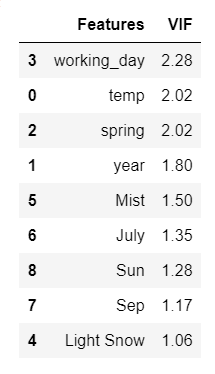 Features VIF
3 working_day 2.28
0 temp 2.02
2 spring 2.02
1 year 1.80
5 Mist 1.50
6 July 1.35
8 Sun 1.28
7 Sep 1.17
4 Light Snow 1.06